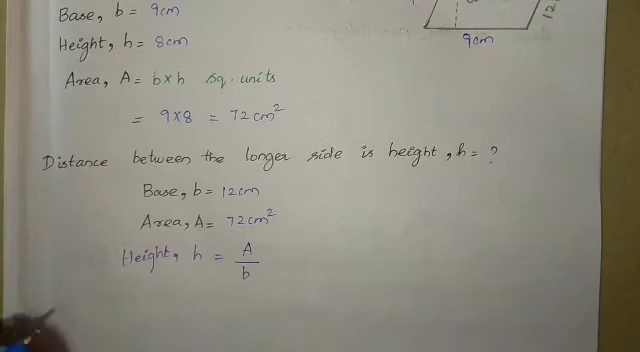 Base, b = 9cm
Height, h = 8cm
9cm
Area, A = b×h sq. units
= 9×8 = 72cm²
Distance between the longer side is height, h = ?
Base, b = 12cm
Area, A = 72cm²
Height, h = A
b